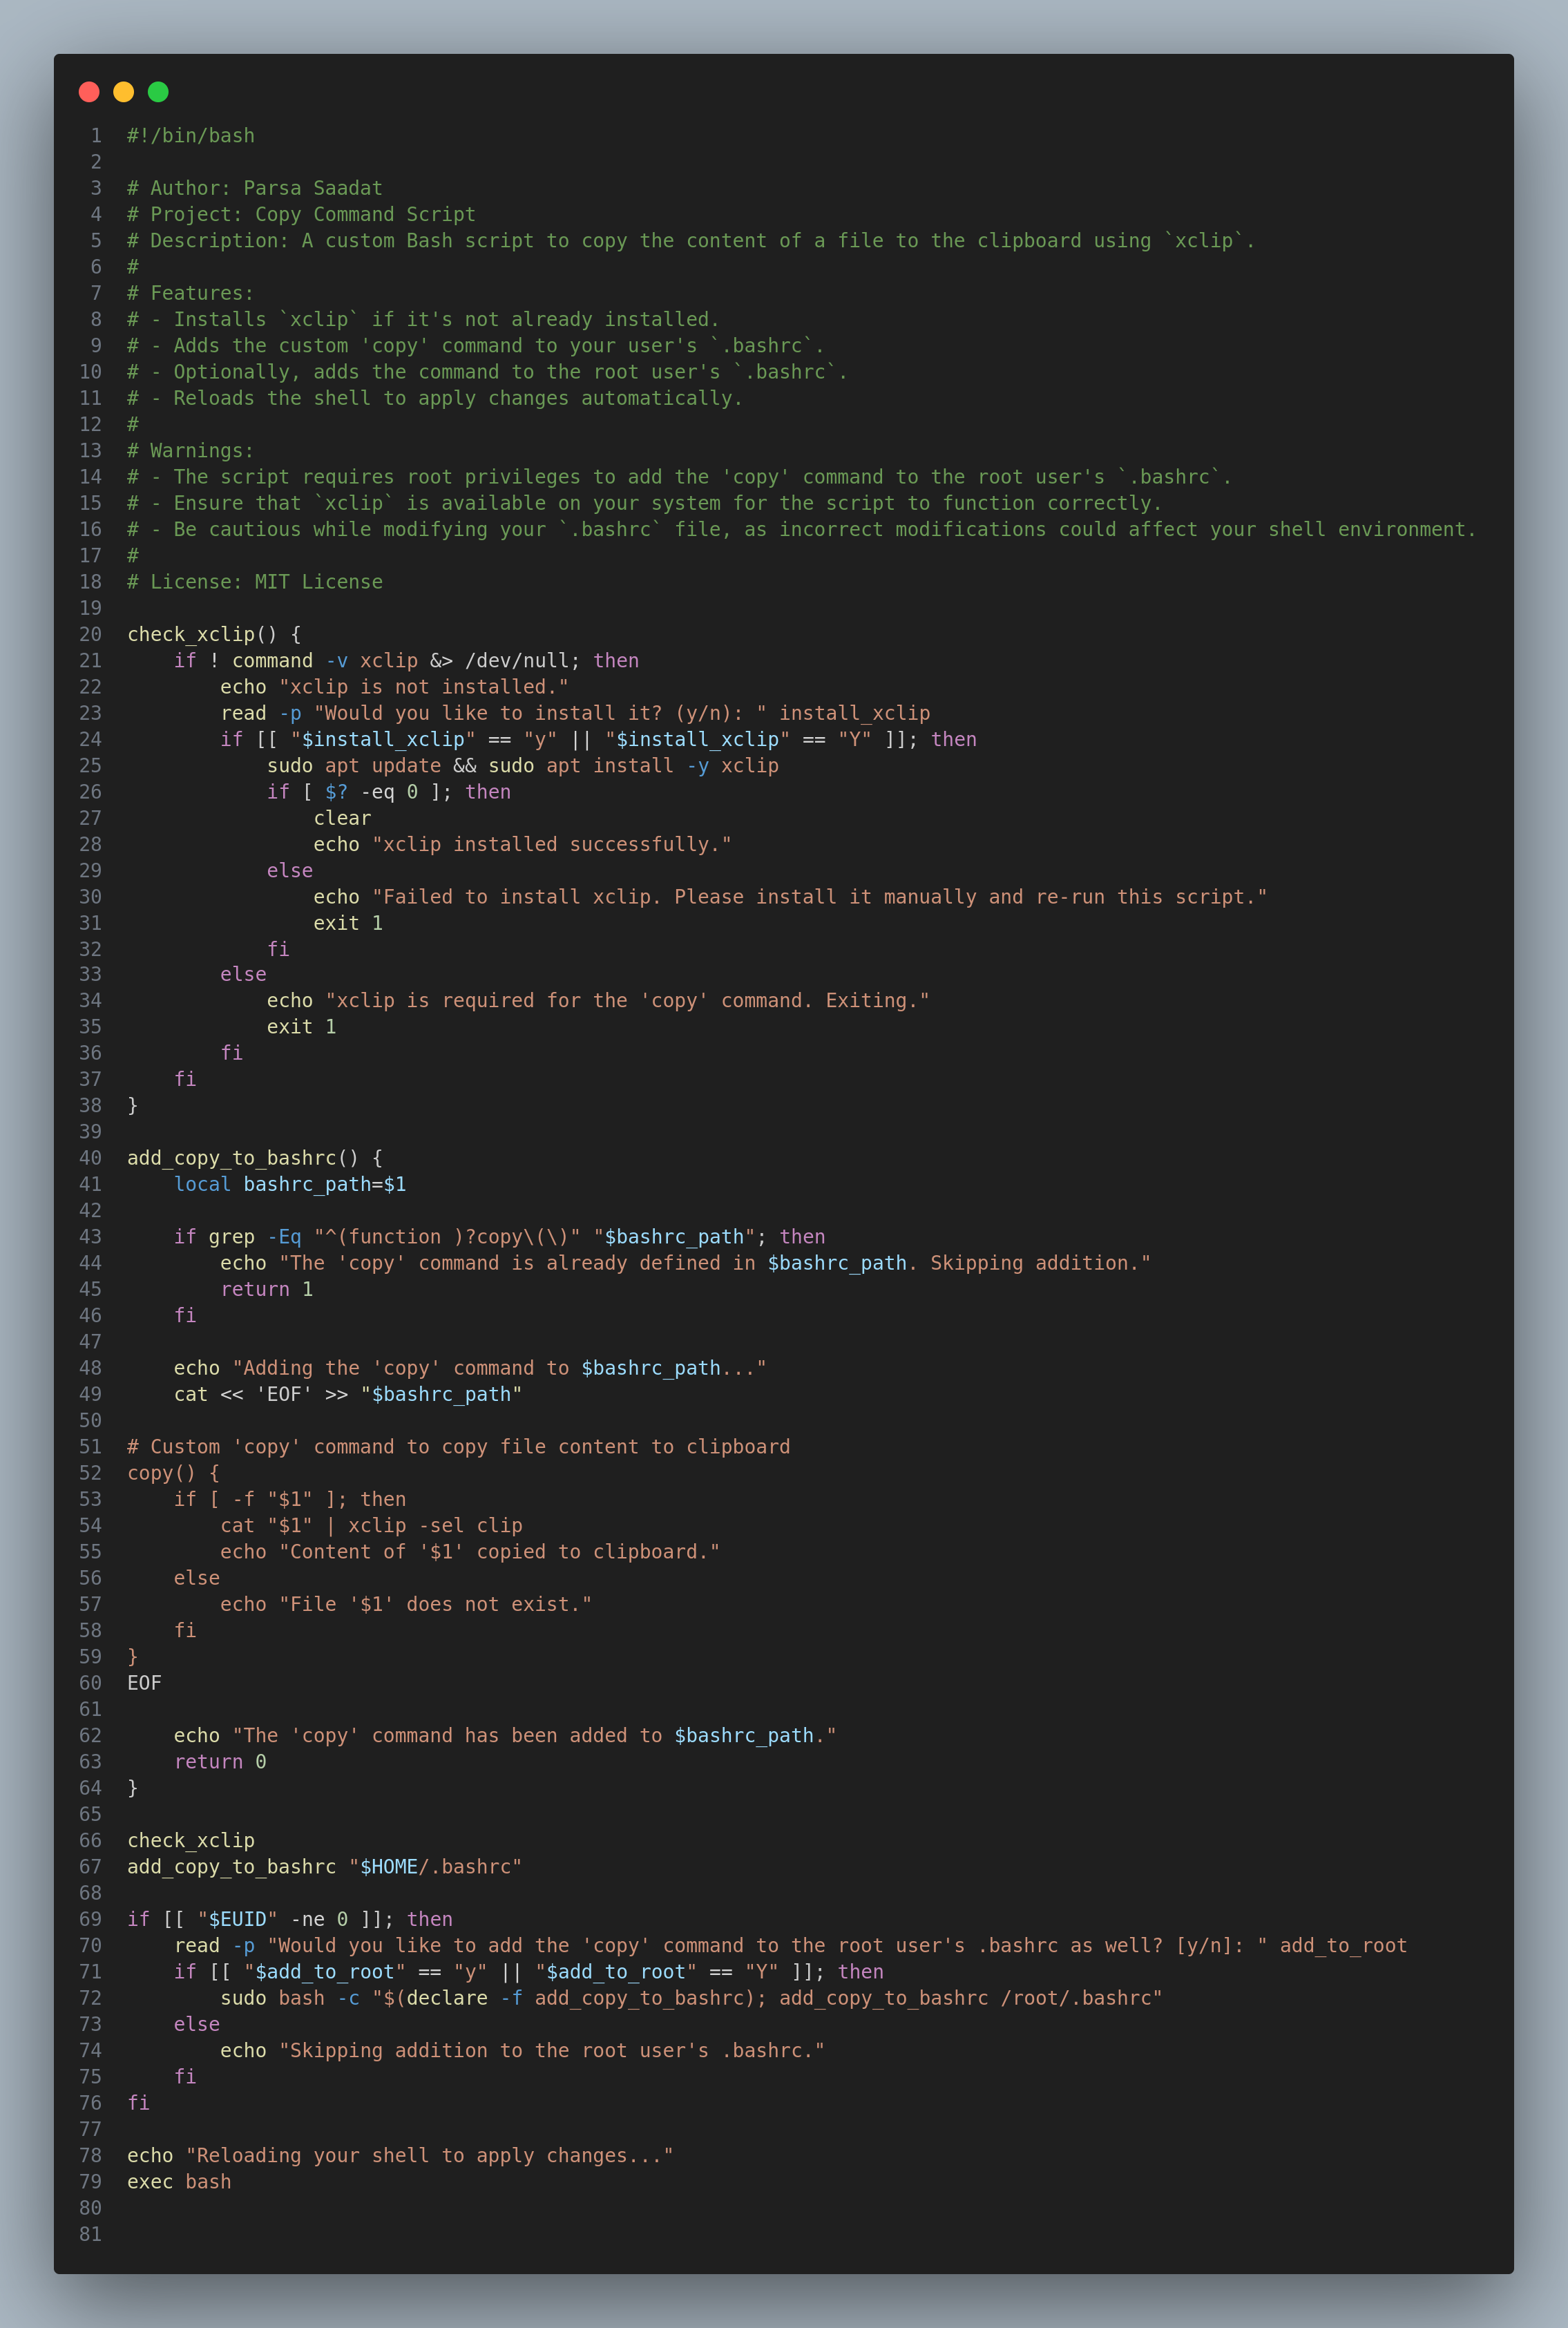 1 #!/bin/bash
2
3 # Author: Parsa Saadat
4 # Project: Copy Command Script
5 # Description: A custom Bash script to copy the content of a file to the clipboard using `xclip`.
6 #
7 # Features:
8 # - Installs `xclip` if it's not already installed.
9 # - Adds the custom 'copy' command to your user's `.bashrc`.
10 # - Optionally, adds the command to the root user's `.bashrc`.
11 # - Reloads the shell to apply changes automatically.
12 #
13 # Warnings:
14 # - The script requires root privileges to add the 'copy' command to the root user's `.bashrc`.
15 # - Ensure that `xclip` is available on your system for the script to function correctly.
16 # - Be cautious while modifying your `.bashrc` file, as incorrect modifications could affect your shell environment.
17 #
18 # License: MIT License
19
20 check_xclip() {
21     if ! command -v xclip &> /dev/null; then
22         echo "xclip is not installed."
23         read -p "Would you like to install it? (y/n): " install_xclip
24         if [[ "$install_xclip" == "y" || "$install_xclip" == "Y" ]]; then
25             sudo apt update && sudo apt install -y xclip
26             if [ $? -eq 0 ]; then
27                 clear
28                 echo "xclip installed successfully."
29             else
30                 echo "Failed to install xclip. Please install it manually and re-run this script."
31                 exit 1
32             fi
33         else
34             echo "xclip is required for the 'copy' command. Exiting."
35             exit 1
36         fi
37     fi
38 }
39
40 add_copy_to_bashrc() {
41     local bashrc_path=$1
42
43     if grep -Eq "^(function )?copy\(\)" "$bashrc_path"; then
44         echo "The 'copy' command is already defined in $bashrc_path. Skipping addition."
45         return 1
46     fi
47
48     echo "Adding the 'copy' command to $bashrc_path..."
49     cat << 'EOF' >> "$bashrc_path"
50
51 # Custom 'copy' command to copy file content to clipboard
52 copy() {
53     if [ -f "$1" ]; then
54         cat "$1" | xclip -sel clip
55         echo "Content of '$1' copied to clipboard."
56     else
57         echo "File '$1' does not exist."
58     fi
59 }
60 EOF
61
62     echo "The 'copy' command has been added to $bashrc_path."
63     return 0
64 }
65
66 check_xclip
67 add_copy_to_bashrc "$HOME/.bashrc"
68
69 if [[ "$EUID" -ne 0 ]]; then
70     read -p "Would you like to add the 'copy' command to the root user's .bashrc as well? [y/n]: " add_to_root
71     if [[ "$add_to_root" == "y" || "$add_to_root" == "Y" ]]; then
72         sudo bash -c "$(declare -f add_copy_to_bashrc); add_copy_to_bashrc /root/.bashrc"
73     else
74         echo "Skipping addition to the root user's .bashrc."
75     fi
76 fi
77
78 echo "Reloading your shell to apply changes..."
79 exec bash
80
81